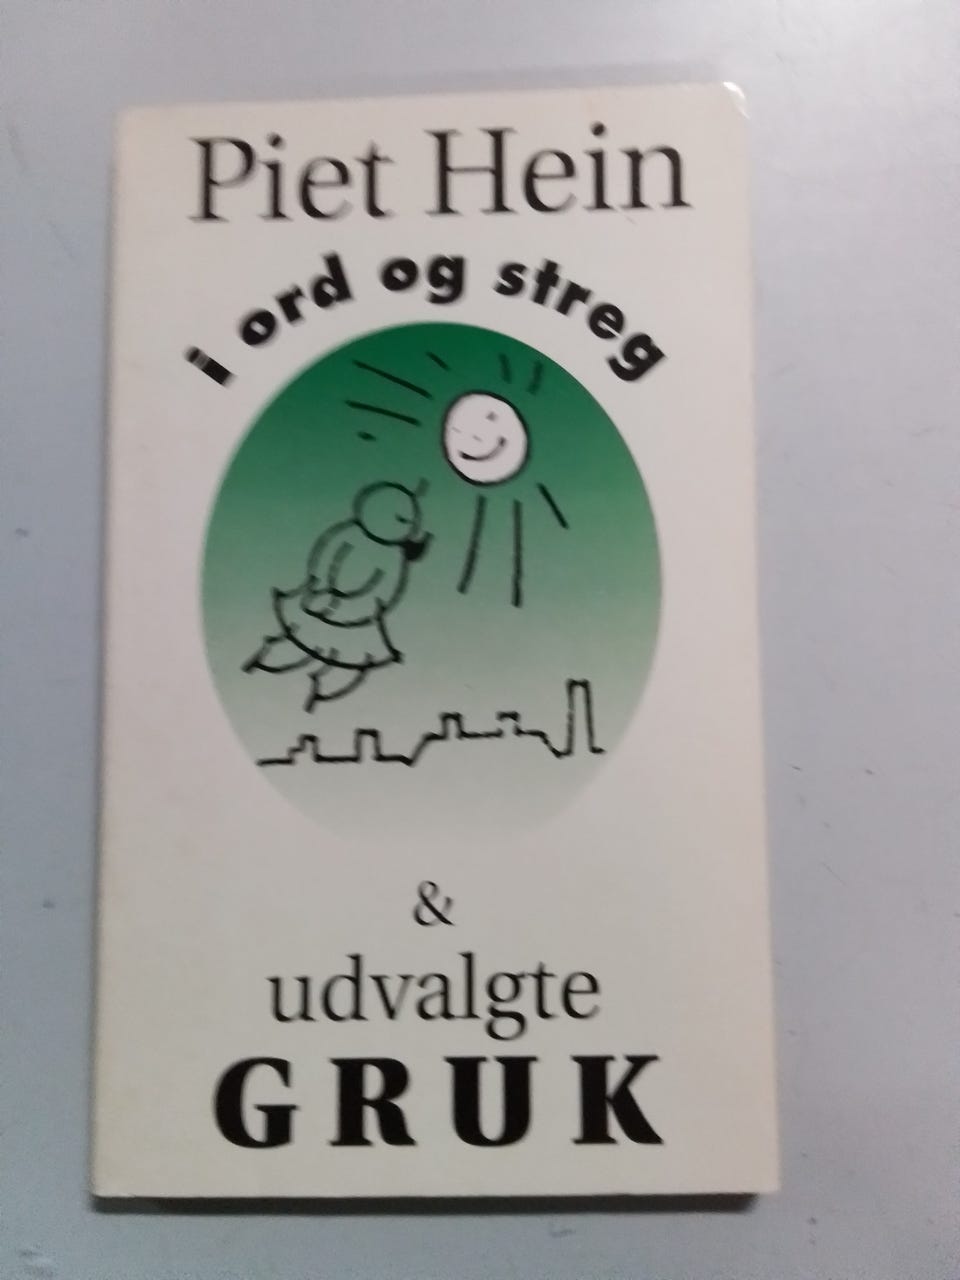 Piet Hein
i ord og streg
&
udvalgte
GRUK